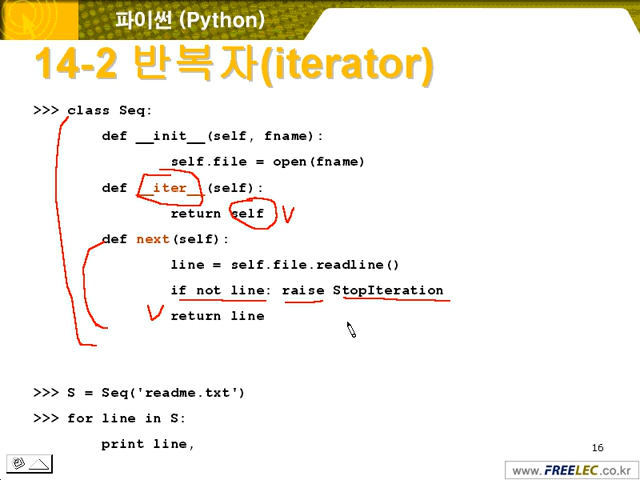 파이썬 (Python)
14-2 반복자(iterator)
>>> class Seq:
def __init__(self, fname):
self.file = open(fname)
def __iter__(self):
return self
def next(self):
line = self.file.readline()
if not line: raise StopIteration
return line
>>> S = Seq('readme.txt')
>>> for line in S:
print line,
16
www.FREELEC.co.kr